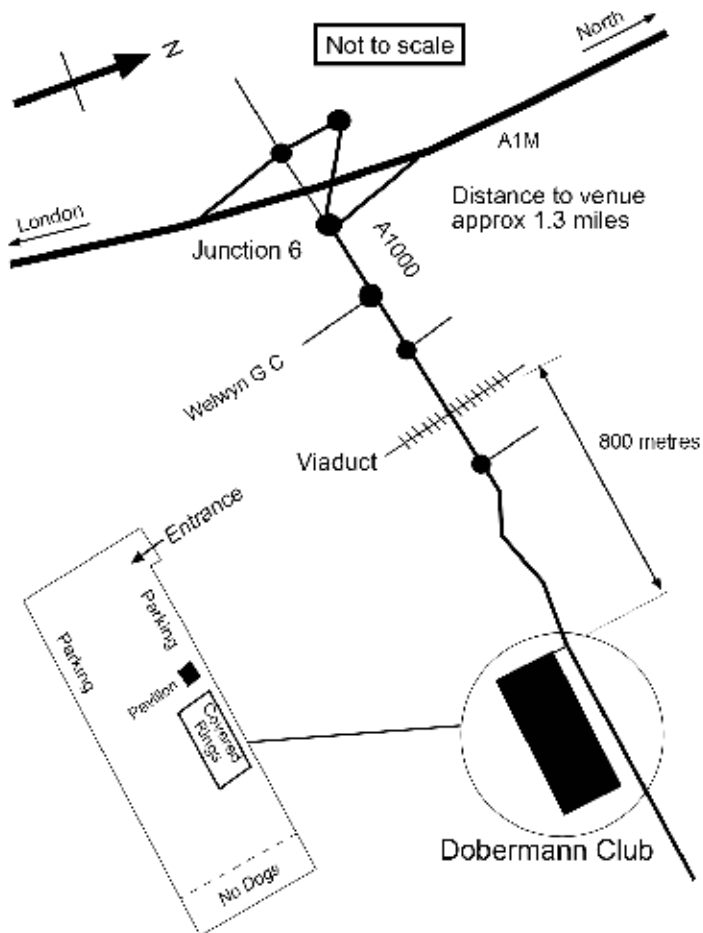 North
N
Not to scale
A1M
London
Distance to venue
approx 1.3 miles
Junction 6
A1000
Welwyn G C
800 metres
Viaduct
Entrance
Parking
Parking
Pavilion
Covered
Rings
Dobermann Club
No Dogs